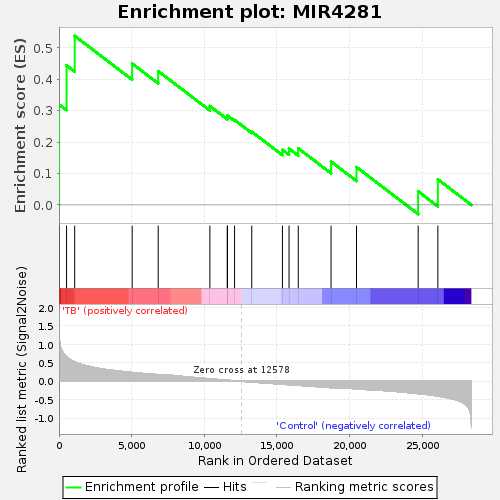 Enrichment plot: MIR4281
Enrichment score (ES)
0.5
0.4
0.3
0.2
0.1
0.0
'TB' (positively correlated)
Ranked list metric (Signal2Noise)
2.0
1.5
1.0
0.5
0.0
-0.5
-1.0
Zero cross at 12578
'Control' (negatively correlated)
0 5,000 10,000 15,000 20,000 25,000
Rank in Ordered Dataset
Enrichment profile Hits Ranking metric scores